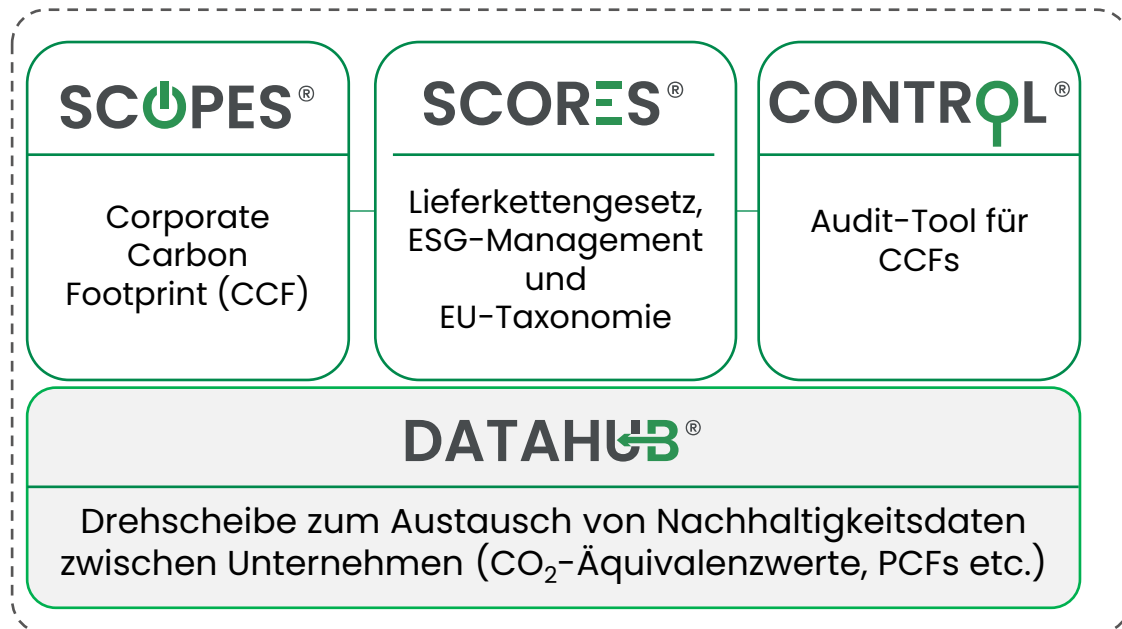 SCOPES®
Corporate
Carbon
Footprint (CCF)
SCORES®
Lieferkettengesetz,
ESG-Management
und
EU-Taxonomie
CONTROL®
Audit-Tool für
CCFs
DATAHUB®
Drehscheibe zum Austausch von Nachhaltigkeitsdaten
zwischen Unternehmen (CO₂-Äquivalenzwerte, PCFs etc.)